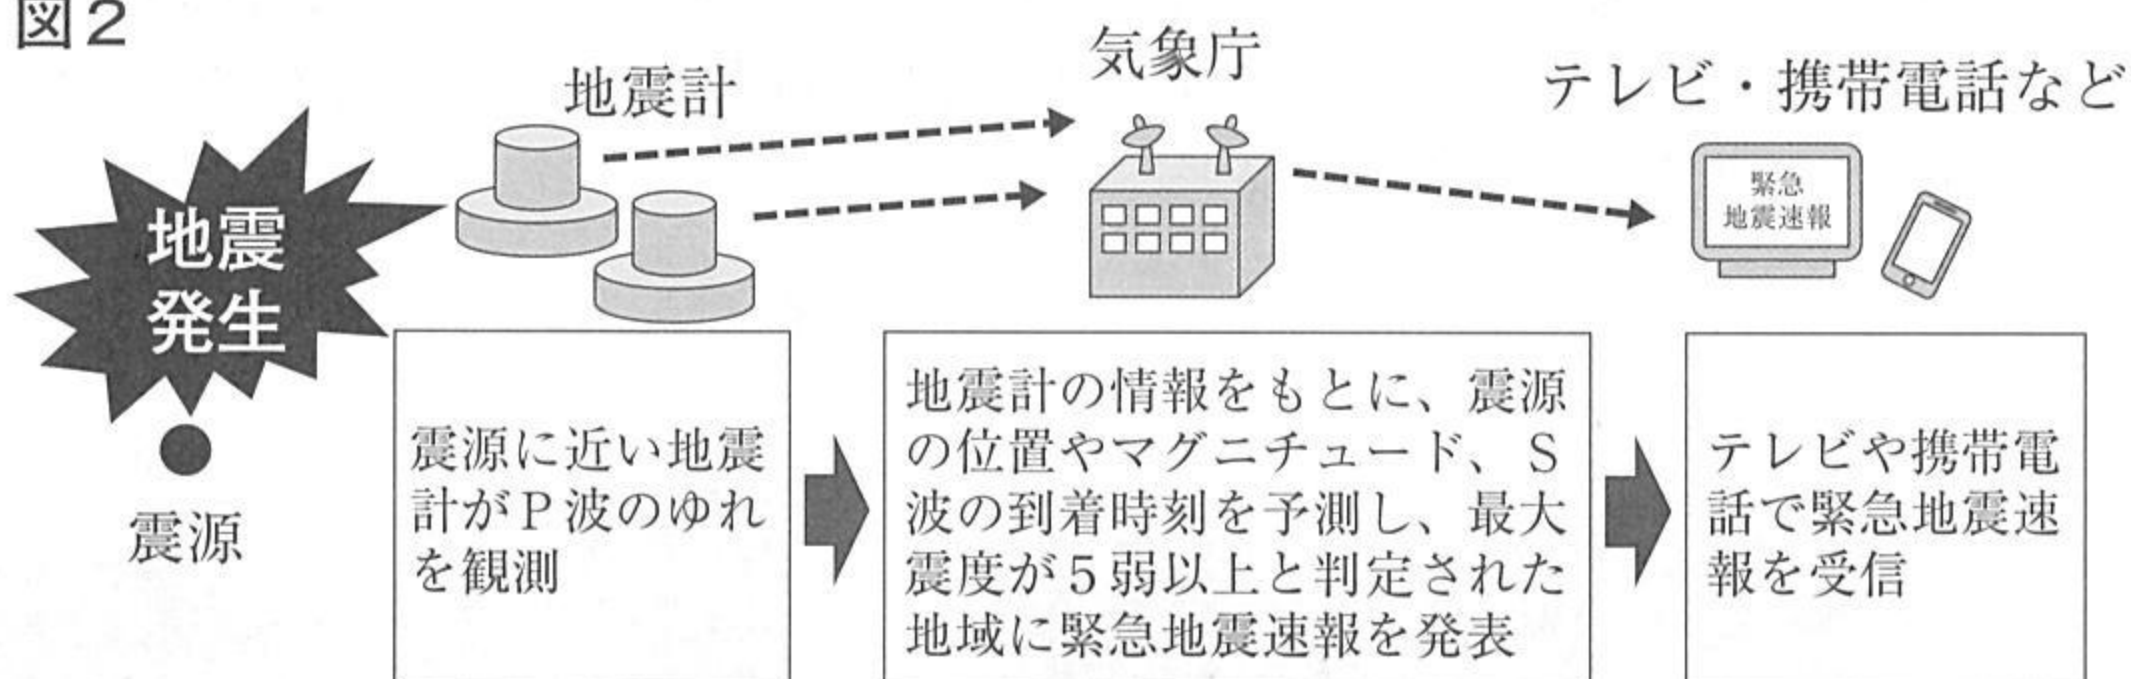 図2
地震計
気象庁
テレビ・携帯電話など
緊急
地震速報
地震
発生
震源
震源に近い地震
計がP波のゆれ
を観測
地震計の情報をもとに、震源
の位置やマグニチュード、S
波の到着時刻を予測し、最大
震度が5弱以上と判定された
地域に緊急地震速報を発表
テレビや携帯電
話で緊急地震速
報を受信